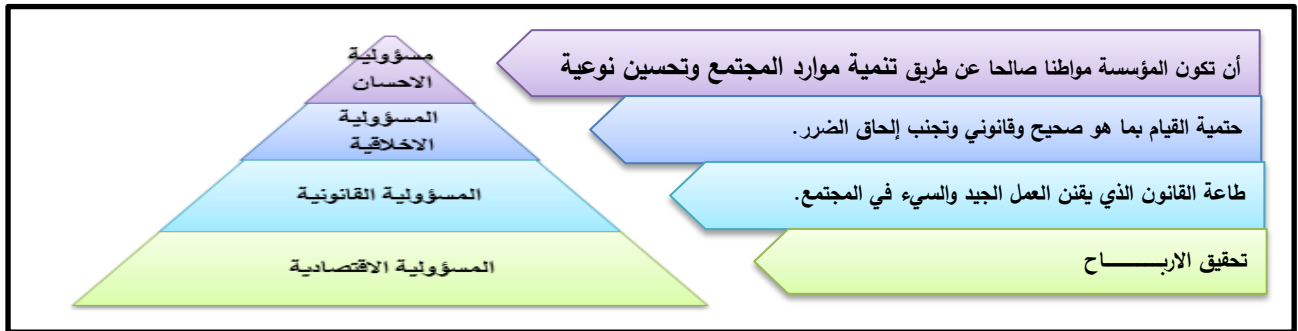 مسؤولية
الاحسان
أن تكون المؤسسة مواطنا صالحا عن طريق تنمية موارد المجتمع وتحسين نوعية
المسؤولية
الاخلاقية
حتمية القيام بما هو صحيح وقانوني وتجنب إلحاق الضرر.
المسؤولية القانونية
طاعة القانون الذي يقنن العمل الجيد والسيء في المجتمع.
المسؤولية الاقتصادية
تحقيق الاربـــــــــاح